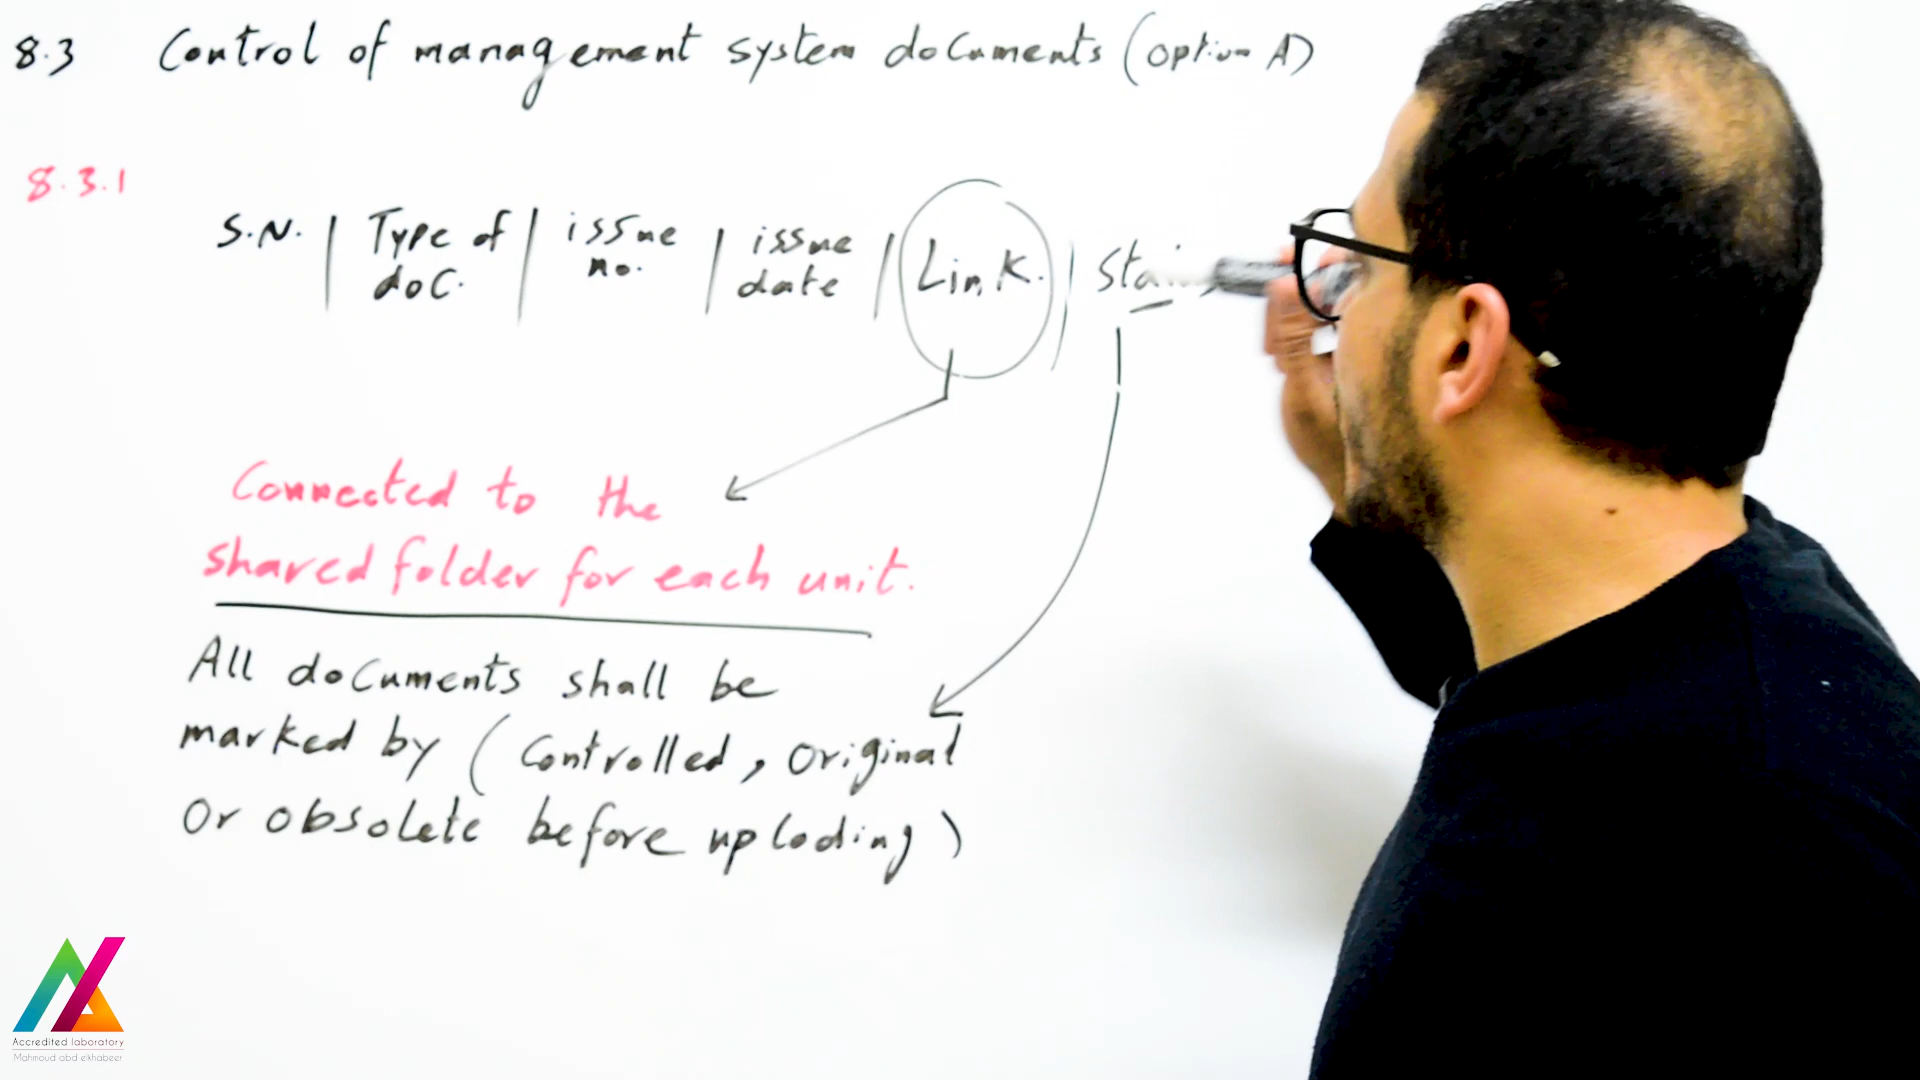 8.3 Control of management system documents (option A)
8.3.1
S.N. | Type of doc. | issue no. | issue date | Link. |
Connected to the
shared folder for each unit.
All documents shall be
marked by ( Controlled, original
or obsolete before uploding )
Accredited laboratory
Mahmoud abd elkhabeer